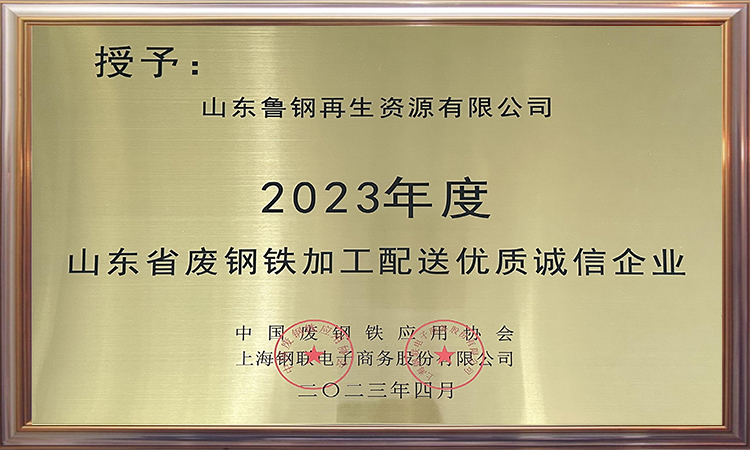 授予：
山东鲁钢再生资源有限公司
2023年度
山东省废钢铁加工配送优质诚信企业
中国废钢铁应用协会
上海钢联电子商务股份有限公司
二〇二三年四月